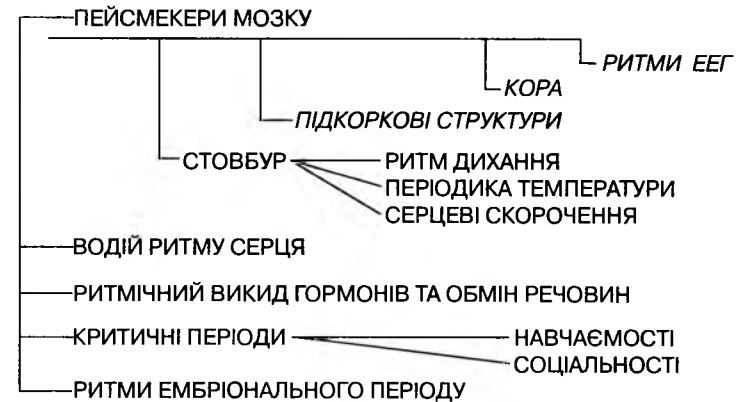 ПЕЙСМЕКЕРИ МОЗКУ
РИТМИ ЕЕГ
КОРА
ПІДКОРКОВІ СТРУКТУРИ
СТОВБУР РИТМ ДИХАННЯ
ПЕРІОДИКА ТЕМПЕРАТУРИ
СЕРЦЕВІ СКОРОЧЕННЯ
ВОДІЙ РИТМУ СЕРЦЯ
РИТМІЧНИЙ ВИКИД ГОРМОНІВ ТА ОБМІН РЕЧОВИН
КРИТИЧНІ ПЕРІОДИ НАВЧАЄМОСТІ
СОЦІАЛЬНОСТІ
РИТМИ ЕМБРІОНАЛЬНОГО ПЕРІОДУ